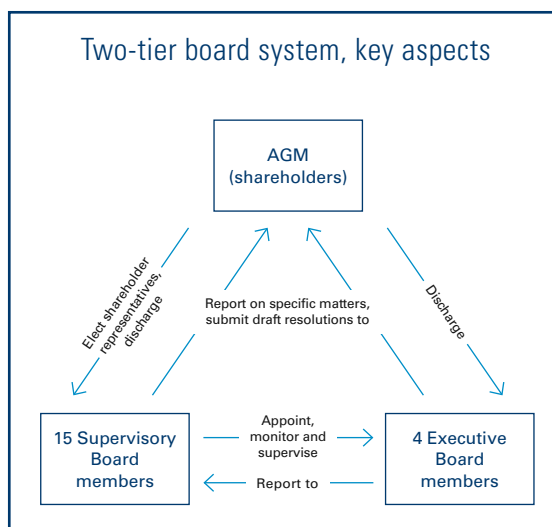 Two-tier board system, key aspects
AGM
(shareholders)
Elect shareholder
representatives,
discharge
Report on specific matters,
submit draft resolutions to
Discharge
15 Supervisory
Board
members
Appoint,
monitor and
supervise
Report to
4 Executive
Board
members